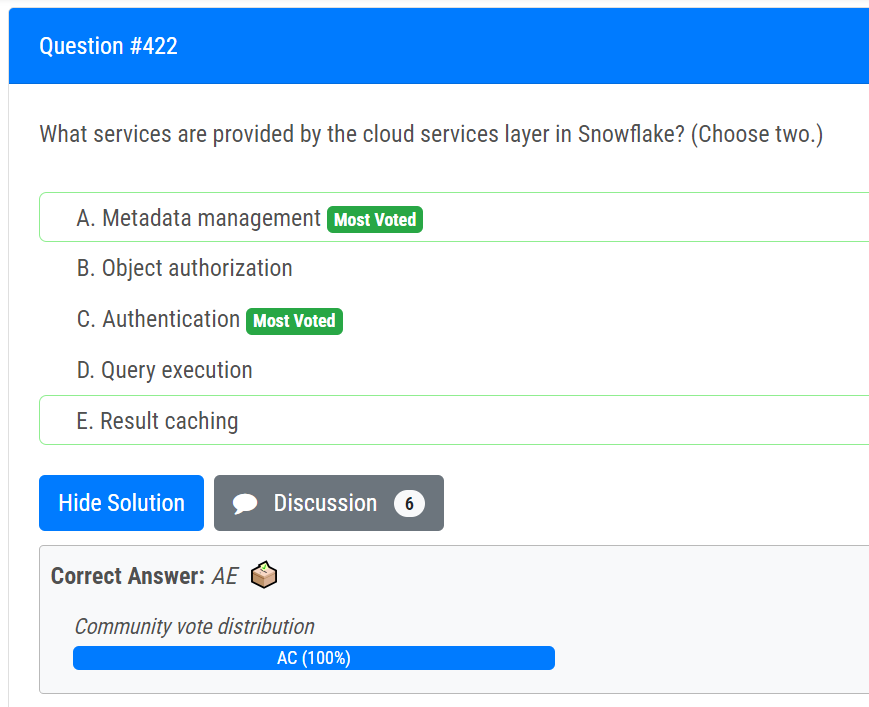 Question #422
What services are provided by the cloud services layer in Snowflake? (Choose two.)
A. Metadata management Most Voted
B. Object authorization
C. Authentication Most Voted
D. Query execution
E. Result caching
Hide Solution Discussion 6
Correct Answer: AE
Community vote distribution
AC (100%)